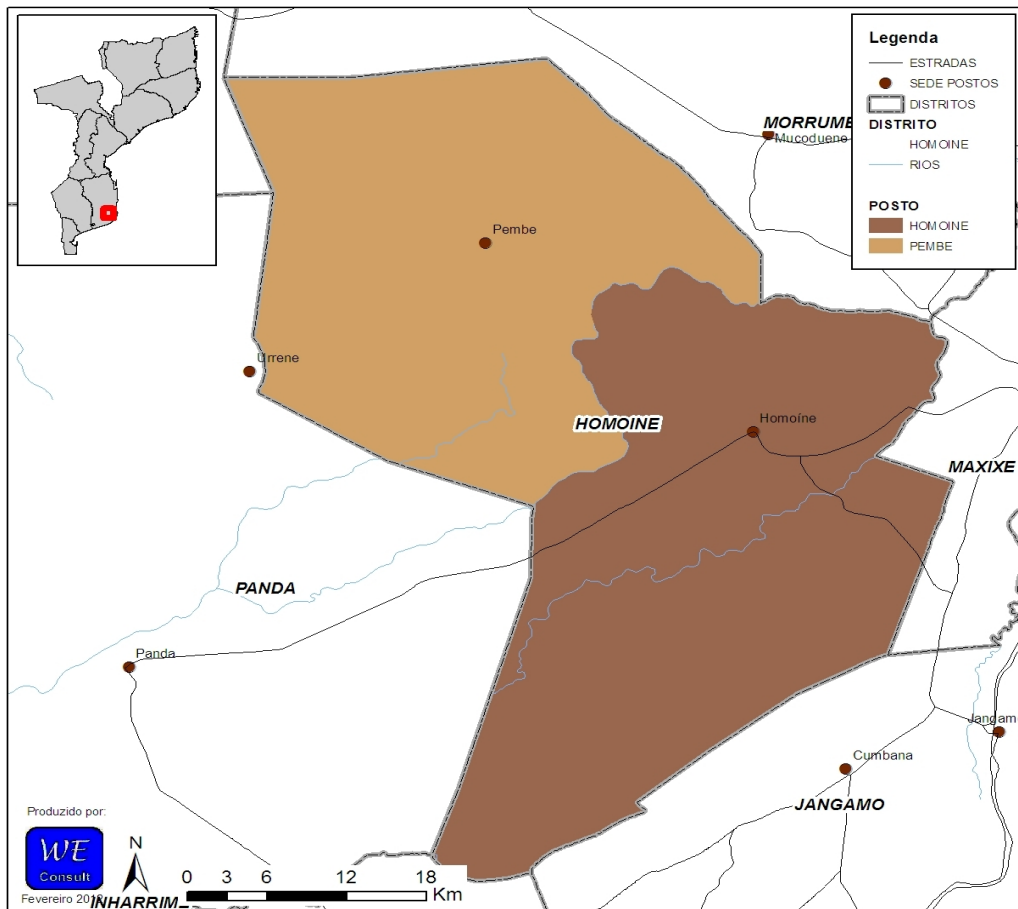 Legenda
ESTRADAS
SEDE POSTOS
DISTRITOS
DISTRITO
HOMOINE
RIOS
POSTO
HOMOINE
PEMBE
Mucoduene
Pembe
Urrene
HOMOINE
Homoíne
MAXIXE
PANDA
Panda
Cumbana
JANGAMO
Produzido por:
WE
Consult
N
0 3 6 12 18
Km
Fevereiro